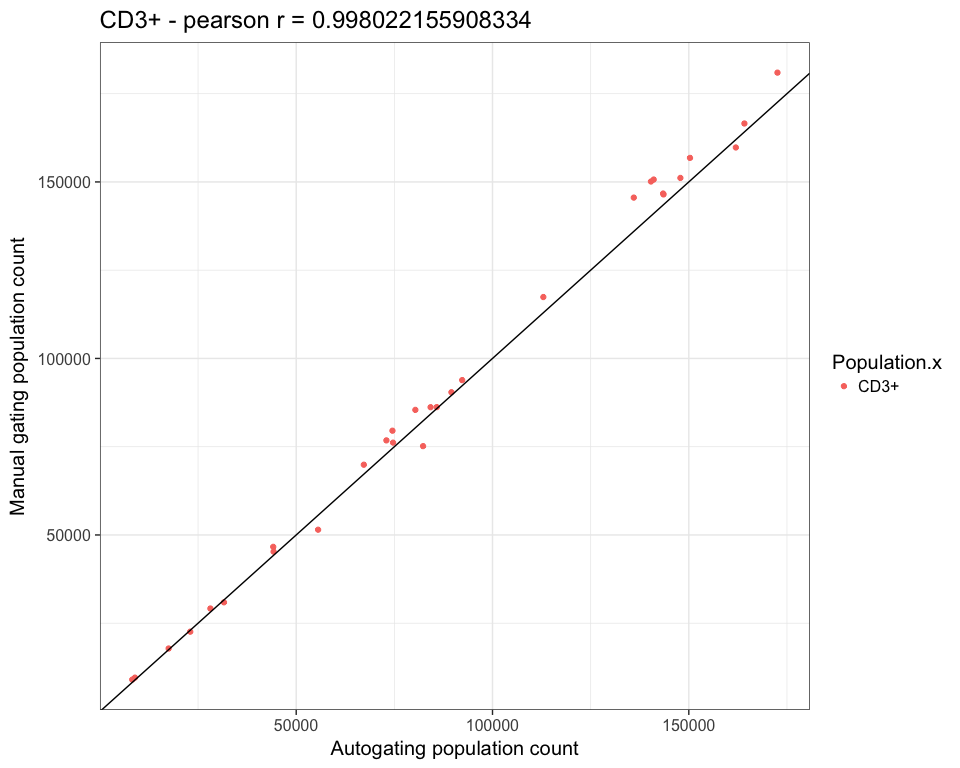 CD3+ - pearson r = 0.998022155908334
Manual gating population count
150000
100000
50000
50000 100000 150000
Autogating population count
Population.x
CD3+